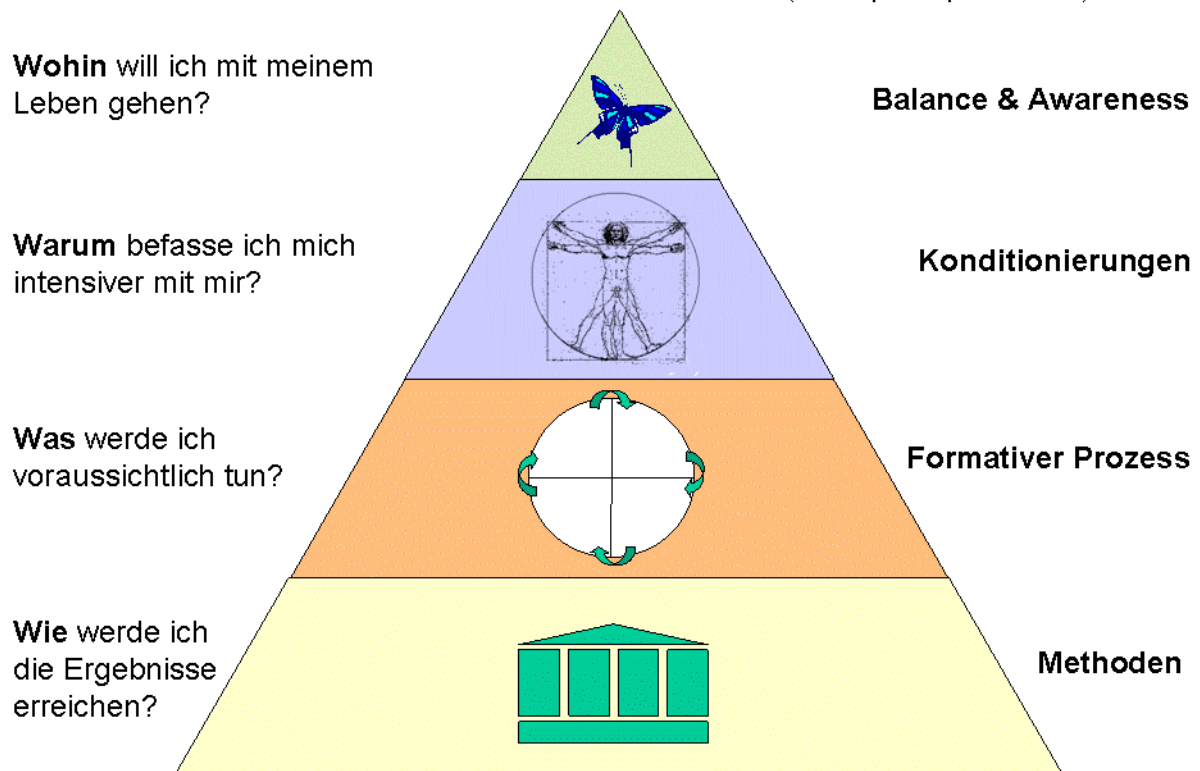 Wohin will ich mit meinem
Leben gehen?
Balance & Awareness
Warum befasse ich mich
intensiver mit mir?
Konditionierungen
Was werde ich
voraussichtlich tun?
Formativer Prozess
Wie werde ich
die Ergebnisse
erreichen?
Methoden